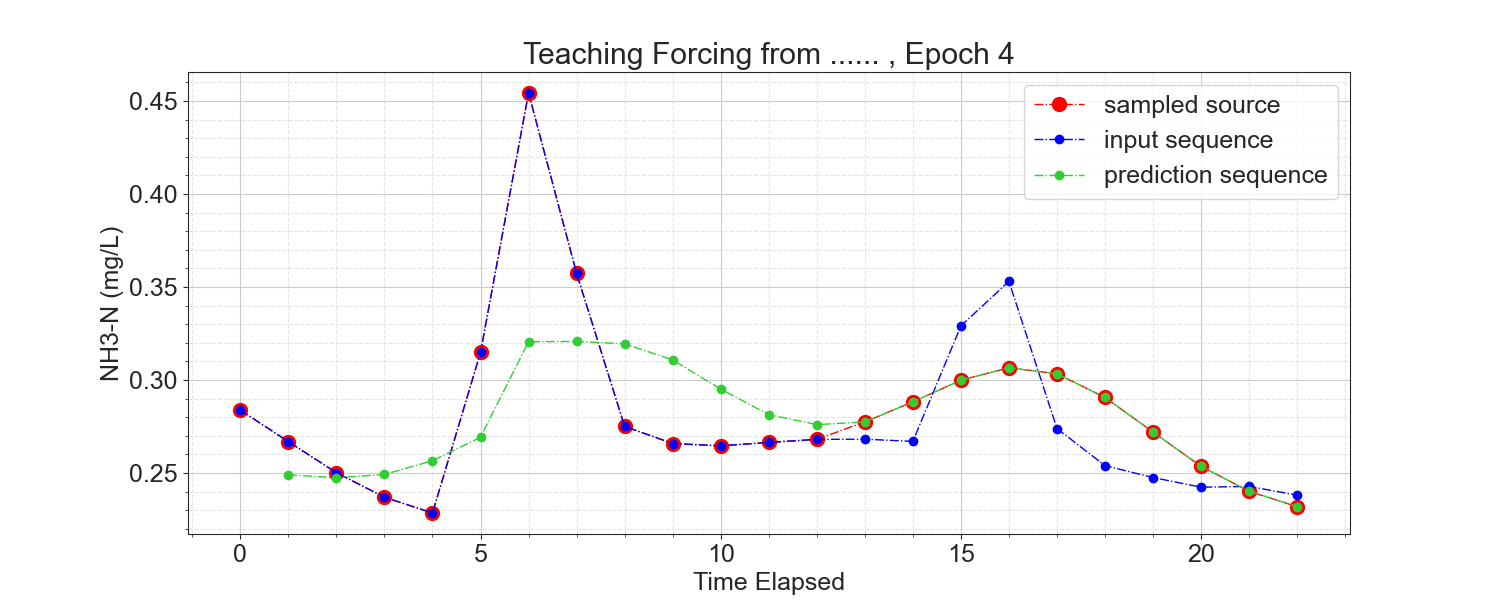 Teaching Forcing from ...... , Epoch 4
sampled source
input sequence
prediction sequence
NH3-N (mg/L)
0.45
0.40
0.35
0.30
0.25
0 5 10 15 20
Time Elapsed